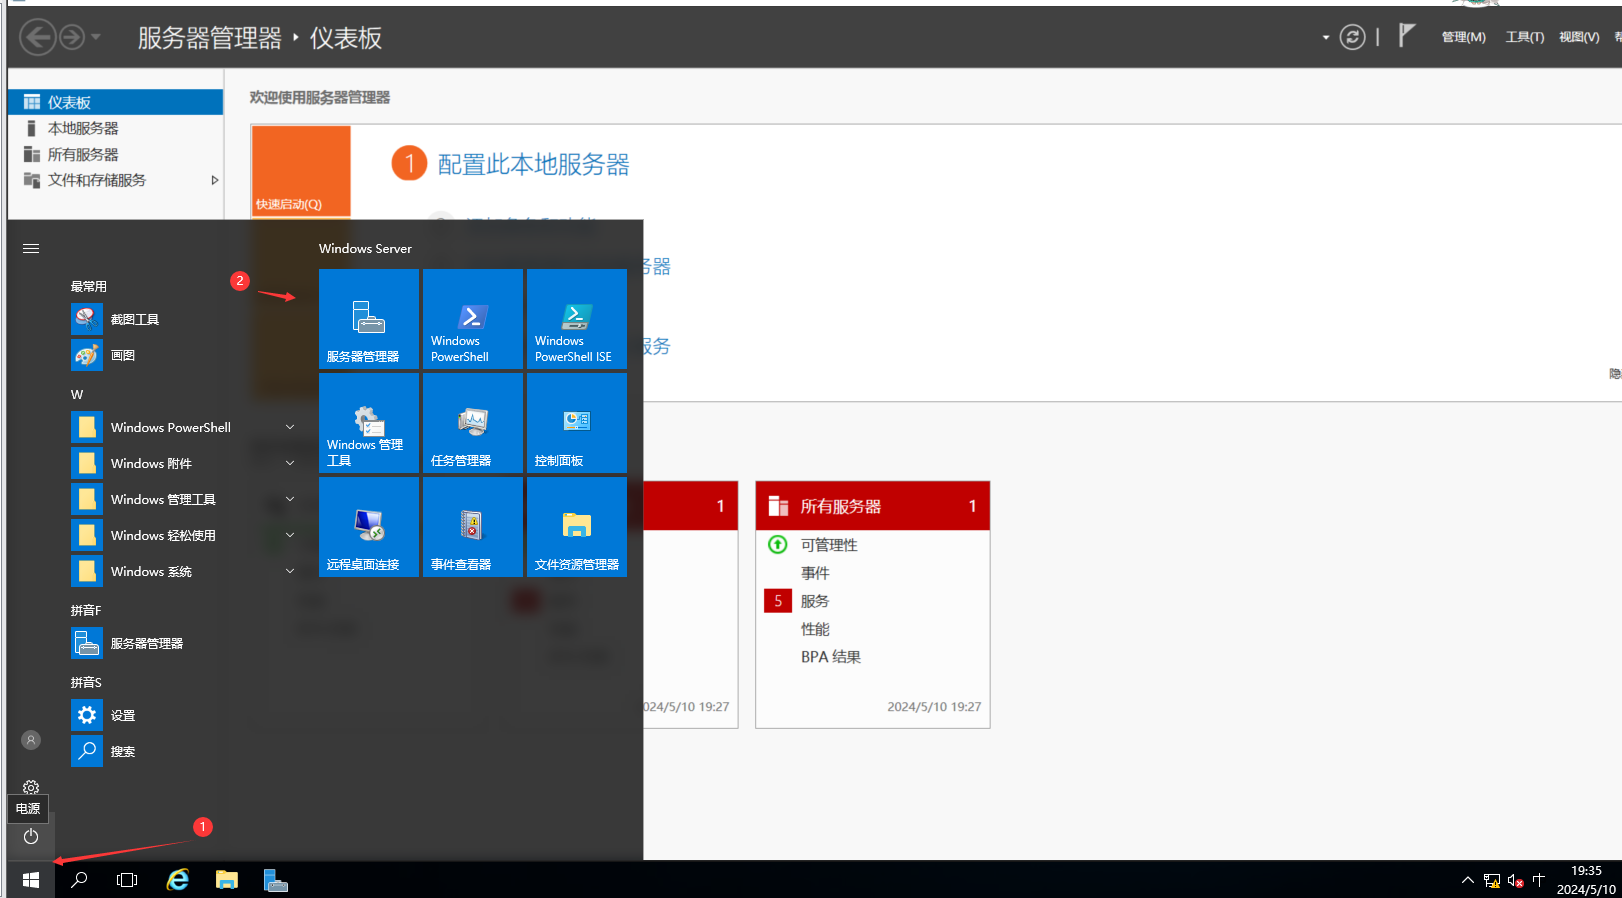 服务器管理器 · 仪表板
管理(M) 工具(T) 视图(V)
仪表板
本地服务器
所有服务器
文件和存储服务
欢迎使用服务器管理器
快速启动(Q)
1 配置此本地服务器
务器
服务
隐
Windows Server
最常用
截图工具
画图
W
Windows PowerShell
Windows 附件
Windows 管理工具
Windows 轻松使用
Windows 系统
拼音F
服务器管理器
拼音S
设置
搜索
电源
2
服务器管理器
Windows PowerShell
Windows PowerShell ISE
Windows 管理工具
任务管理器
控制面板
远程桌面连接
事件查看器
文件资源管理器
1
1
024/5/10 19:27
所有服务器 1
可管理性
事件
5 服务
性能
BPA 结果
2024/5/10 19:27
19:35
2024/5/10